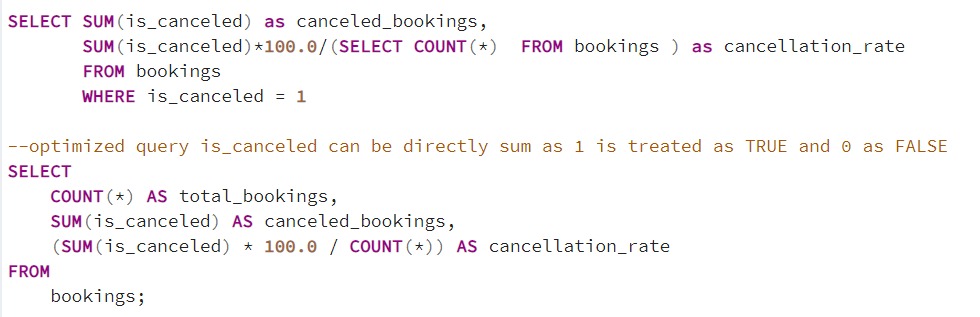 SELECT SUM(is_canceled) as canceled_bookings,
SUM(is_canceled)*100.0/(SELECT COUNT(*)  FROM bookings ) as cancellation_rate
FROM bookings
WHERE is_canceled = 1
--optimized query is_canceled can be directly sum as 1 is treated as TRUE and 0 as FALSE
SELECT
COUNT(*) AS total_bookings,
SUM(is_canceled) AS canceled_bookings,
(SUM(is_canceled) * 100.0 / COUNT(*)) AS cancellation_rate
FROM
bookings;